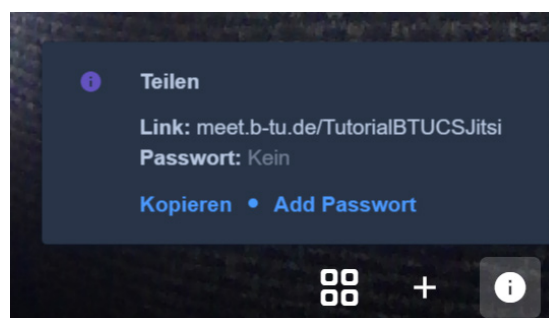 Teilen
Link: meet.b-tu.de/TutorialBTUCSJitsi
Passwort: Kein
Kopieren • Add Passwort